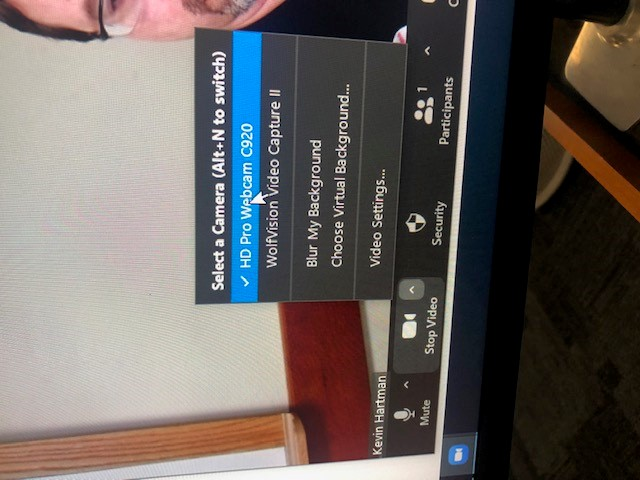 Select a Camera (Alt+N to switch)
✓ HD Pro Webcam C920
WolfVision Video Capture II
Blur My Background
Choose Virtual Background...
Video Settings...
Kevin Hartman
Mute
Stop Video
Security
1
Participants